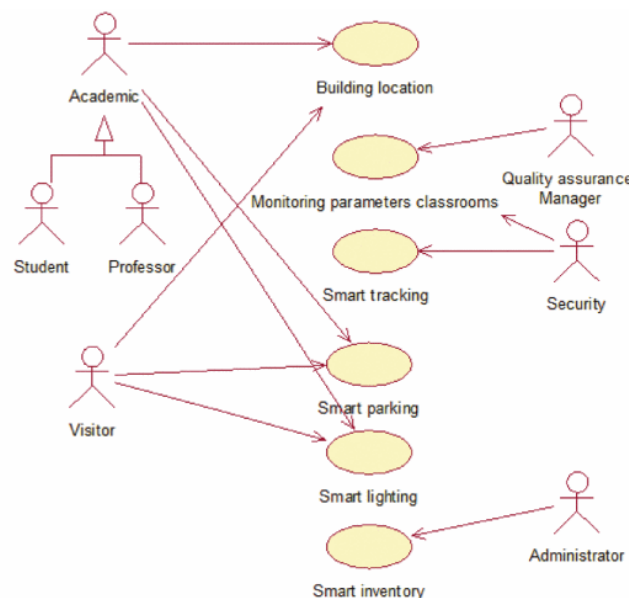 Academic
Building location
Student
Professor
Monitoring parameters classrooms
Quality assurance
Manager
Smart tracking
Security
Visitor
Smart parking
Smart lighting
Administrator
Smart inventory